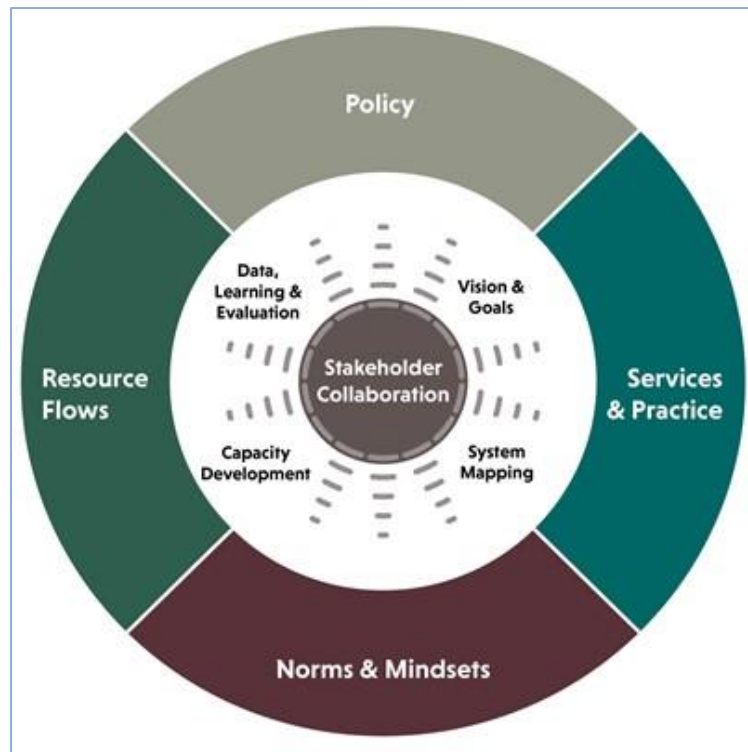 Policy
Data,
Learning &
Evaluation
Vision &
Goals
Resource
Flows
Stakeholder
Collaboration
Services
& Practice
Capacity
Development
System
Mapping
Norms & Mindsets